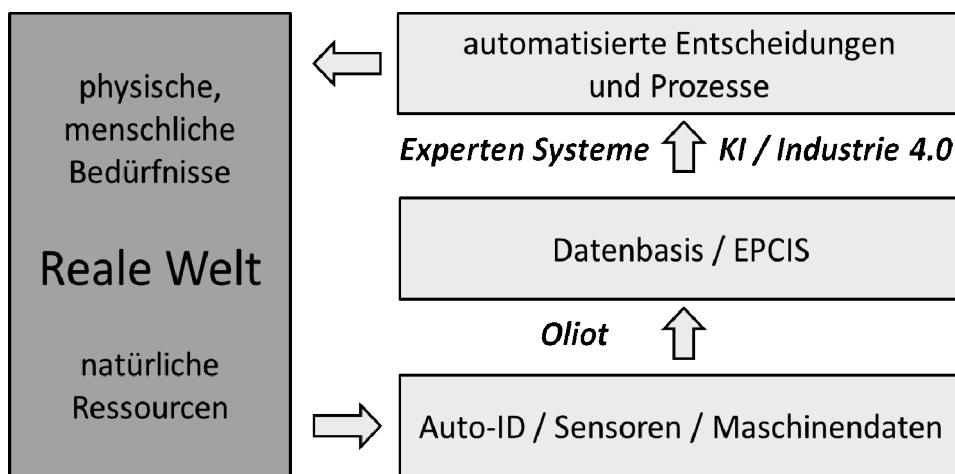 physische,
menschliche
Bedürfnisse
Reale Welt
natürliche
Ressourcen
automatisierte Entscheidungen
und Prozesse
Experten Systeme
KI / Industrie 4.0
Datenbasis / EPCIS
Oliot
Auto-ID / Sensoren / Maschinendaten